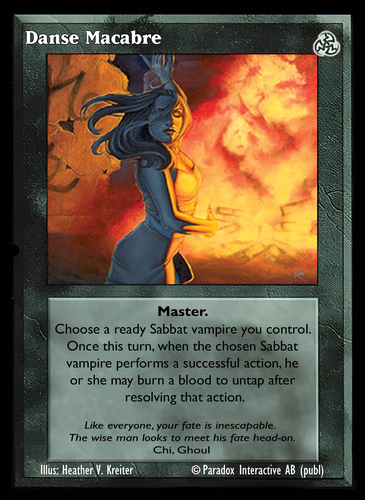 Danse Macabre
Master.
Choose a ready Sabbat vampire you control.
Once this turn, when the chosen Sabbat
vampire performs a successful action, he
or she may burn a blood to untap after
resolving that action.
Like everyone, your fate is inescapable.
The wise man looks to meet his fate head-on.
Chi, Ghoul
Illus: Heather V. Kreiter © Paradox Interactive AB (publ)